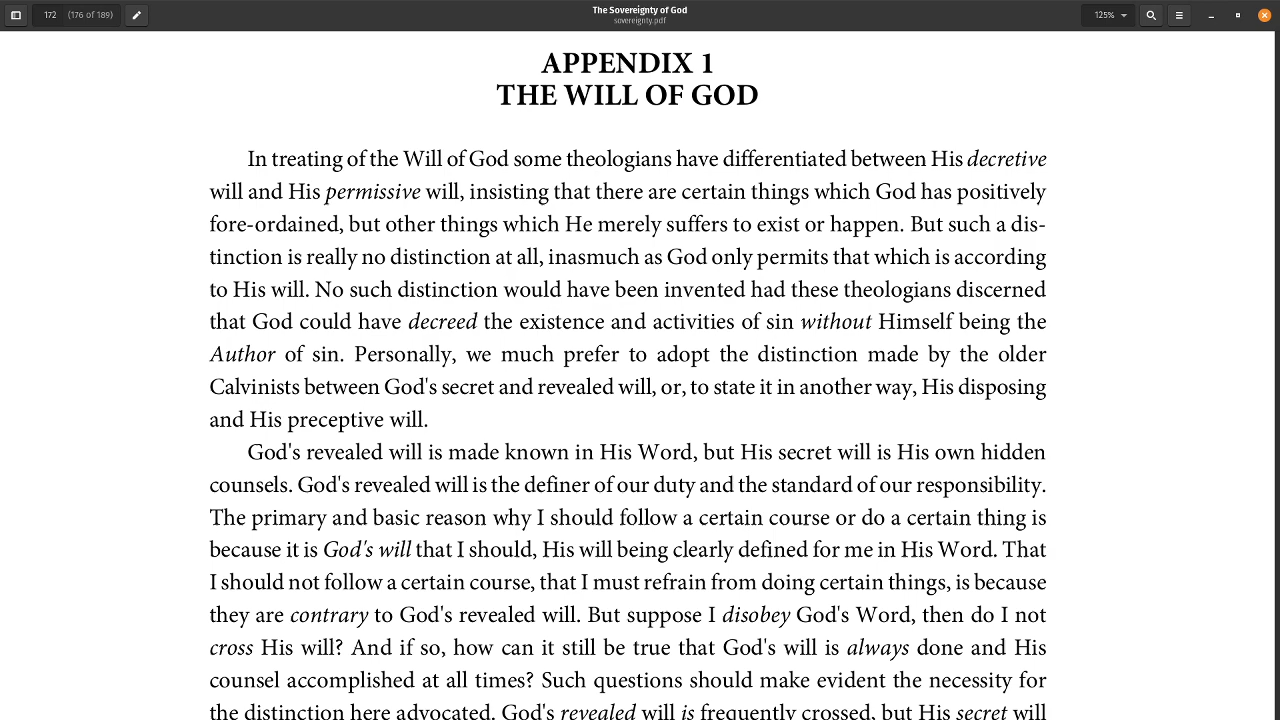 172 (176 of 189)
The Sovereignty of God
sovereignty.pdf
125%
APPENDIX 1
THE WILL OF GOD
In treating of the Will of God some theologians have differentiated between His decretive
will and His permissive will, insisting that there are certain things which God has positively
fore-ordained, but other things which He merely suffers to exist or happen. But such a dis-
tinction is really no distinction at all, inasmuch as God only permits that which is according
to His will. No such distinction would have been invented had these theologians discerned
that God could have decreed the existence and activities of sin without Himself being the
Author of sin. Personally, we much prefer to adopt the distinction made by the older
Calvinists between God's secret and revealed will, or, to state it in another way, His disposing
and His preceptive will.
God's revealed will is made known in His Word, but His secret will is His own hidden
counsels. God's revealed will is the definer of our duty and the standard of our responsibility.
The primary and basic reason why I should follow a certain course or do a certain thing is
because it is God's will that I should, His will being clearly defined for me in His Word. That
I should not follow a certain course, that I must refrain from doing certain things, is because
they are contrary to God's revealed will. But suppose I disobey God's Word, then do I not
cross His will? And if so, how can it still be true that God's will is always done and His
counsel accomplished at all times? Such questions should make evident the necessity for
the distinction here advocated. God's revealed will is frequently crossed, but His secret will